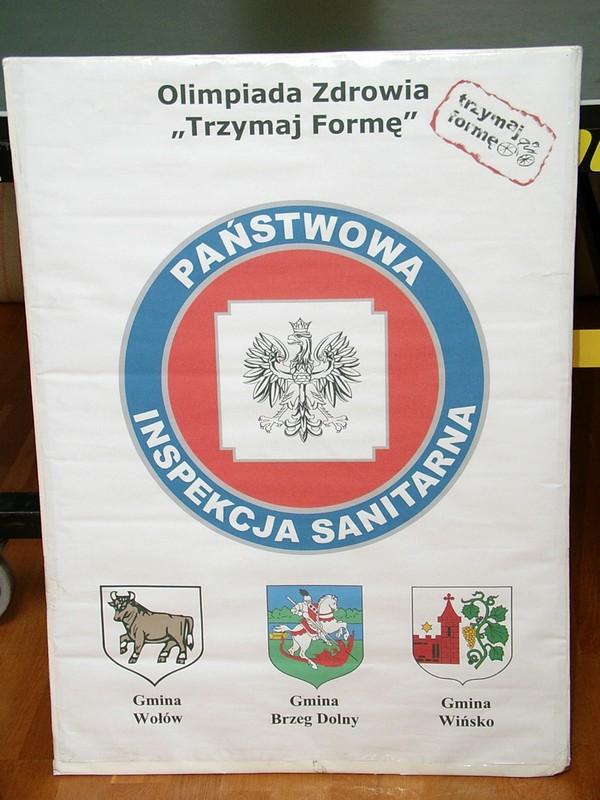 Olimpiada Zdrowia
„Trzymaj Formę”
trzymaj
formę
PAŃSTWOWA
INSPEKCJA SANITARNA
Gmina
Wołów
Gmina
Brzeg Dolny
Gmina
Wińsko